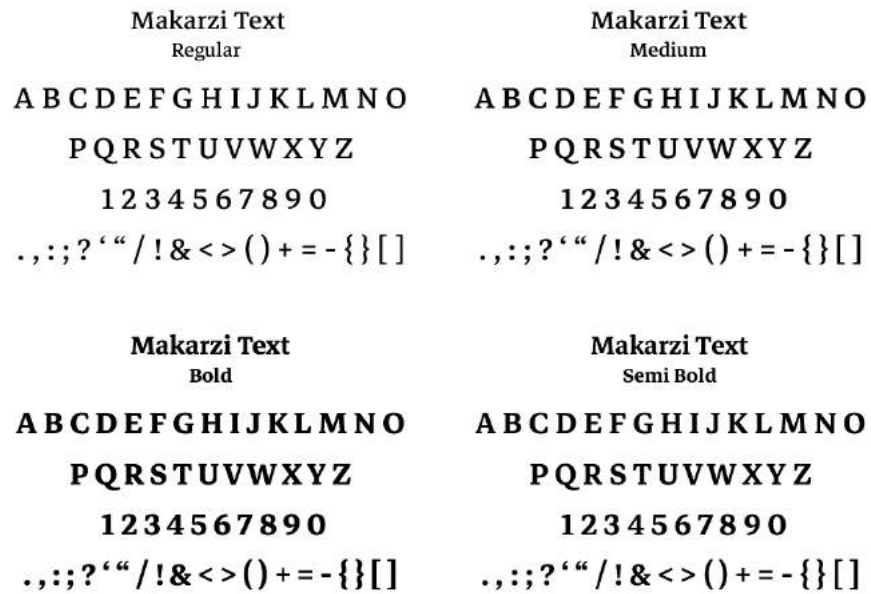 Makarzi Text
Regular
A B C D E F G H I J K L M N O
P Q R S T U V W X Y Z
1 2 3 4 5 6 7 8 9 0
. , : ; ? ‘ “ / ! & < > ( ) + = - { } [ ]
Makarzi Text
Medium
A B C D E F G H I J K L M N O
P Q R S T U V W X Y Z
1 2 3 4 5 6 7 8 9 0
. , : ; ? ‘ “ / ! & < > ( ) + = - { } [ ]
Makarzi Text
Bold
A B C D E F G H I J K L M N O
P Q R S T U V W X Y Z
1 2 3 4 5 6 7 8 9 0
. , : ; ? ‘ “ / ! & < > ( ) + = - { } [ ]
Makarzi Text
Semi Bold
A B C D E F G H I J K L M N O
P Q R S T U V W X Y Z
1 2 3 4 5 6 7 8 9 0
. , : ; ? ‘ “ / ! & < > ( ) + = - { } [ ]